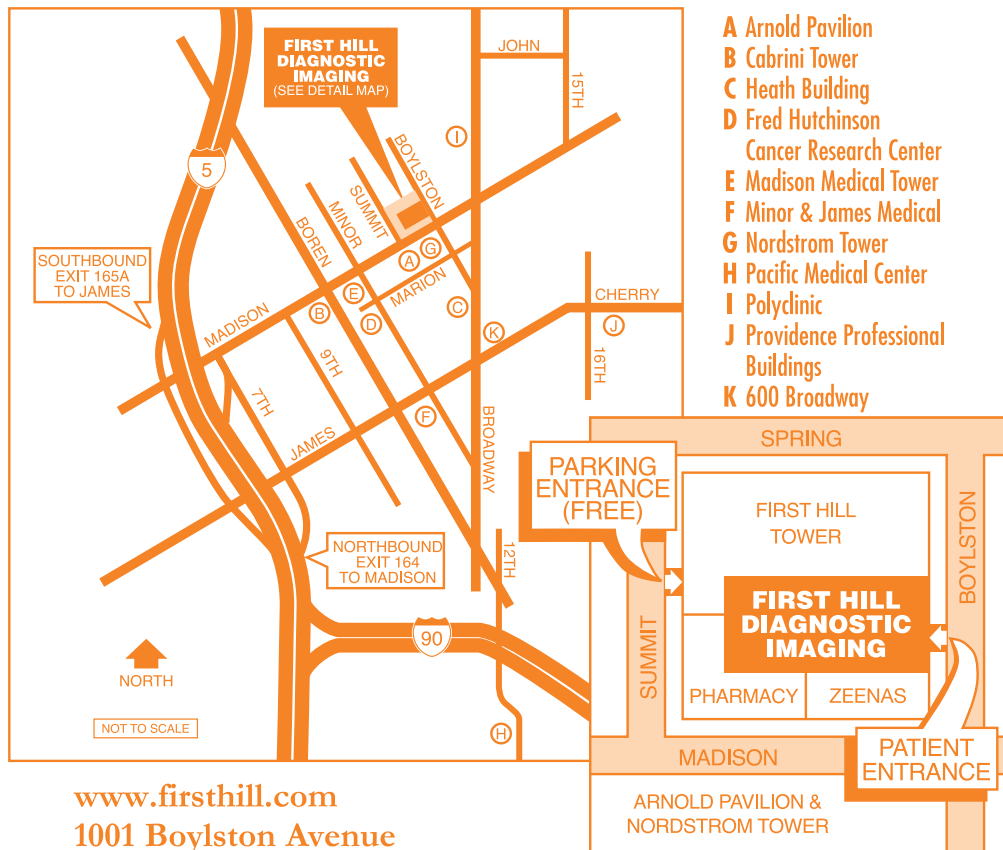 FIRST HILL
DIAGNOSTIC
IMAGING
(SEE DETAIL MAP)
JOHN
15TH
I
5
BOYLSTON
SUMMIT
MINOR
BOREN
SOUTHBOUND
EXIT 165A
TO JAMES
MADISON
A
G
MARION
E
B
D
C
K
CHERRY
J
16TH
9TH
7TH
JAMES
F
BROADWAY
NORTHBOUND
EXIT 164
TO MADISON
12TH
90
H
NORTH
NOT TO SCALE
www.firsthill.com
1001 Boylston Avenue
A Arnold Pavilion
B Cabrini Tower
C Heath Building
D Fred Hutchinson
Cancer Research Center
E Madison Medical Tower
F Minor & James Medical
G Nordstrom Tower
H Pacific Medical Center
I Polyclinic
J Providence Professional
Buildings
K 600 Broadway
SPRING
PARKING
ENTRANCE
(FREE)
FIRST HILL
TOWER
BOYLSTON
FIRST HILL
DIAGNOSTIC
IMAGING
SUMMIT
PHARMACY
ZEENAS
MADISON
PATIENT
ENTRANCE
ARNOLD PAVILION &
NORDSTROM TOWER